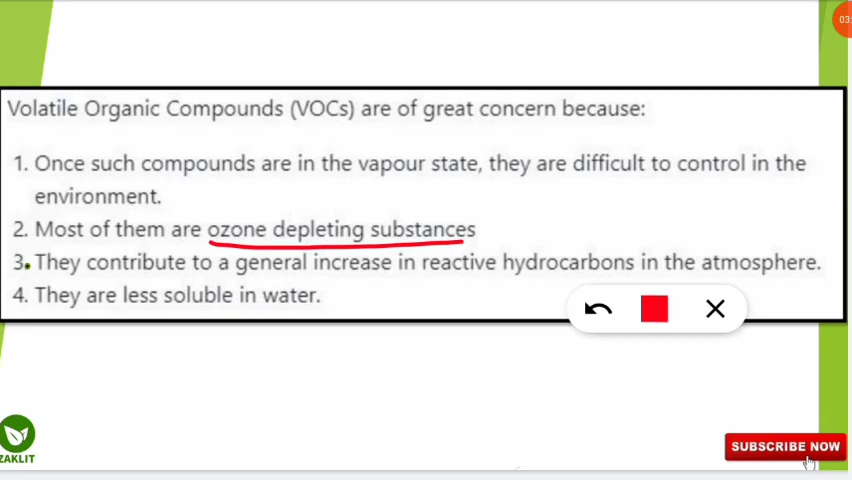 03:
Volatile Organic Compounds (VOCs) are of great concern because:
1. Once such compounds are in the vapour state, they are difficult to control in the
environment.
2. Most of them are ozone depleting substances
3. They contribute to a general increase in reactive hydrocarbons in the atmosphere.
4. They are less soluble in water.
ZAKLIT
SUBSCRIBE NOW